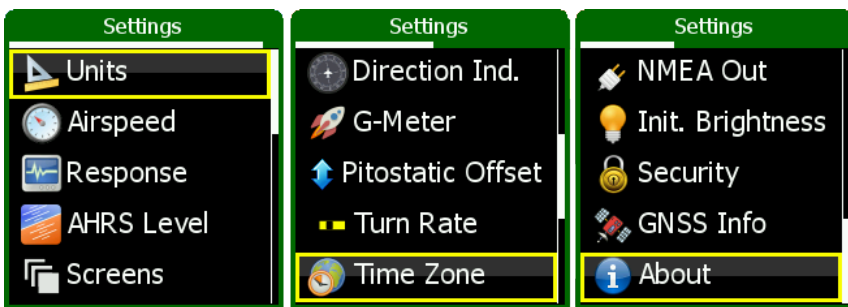 Settings
Units
Airspeed
Response
AHRS Level
Screens
Settings
Direction Ind.
G-Meter
Pitostatic Offset
Turn Rate
Time Zone
Settings
NMEA Out
Init. Brightness
Security
GNSS Info
About